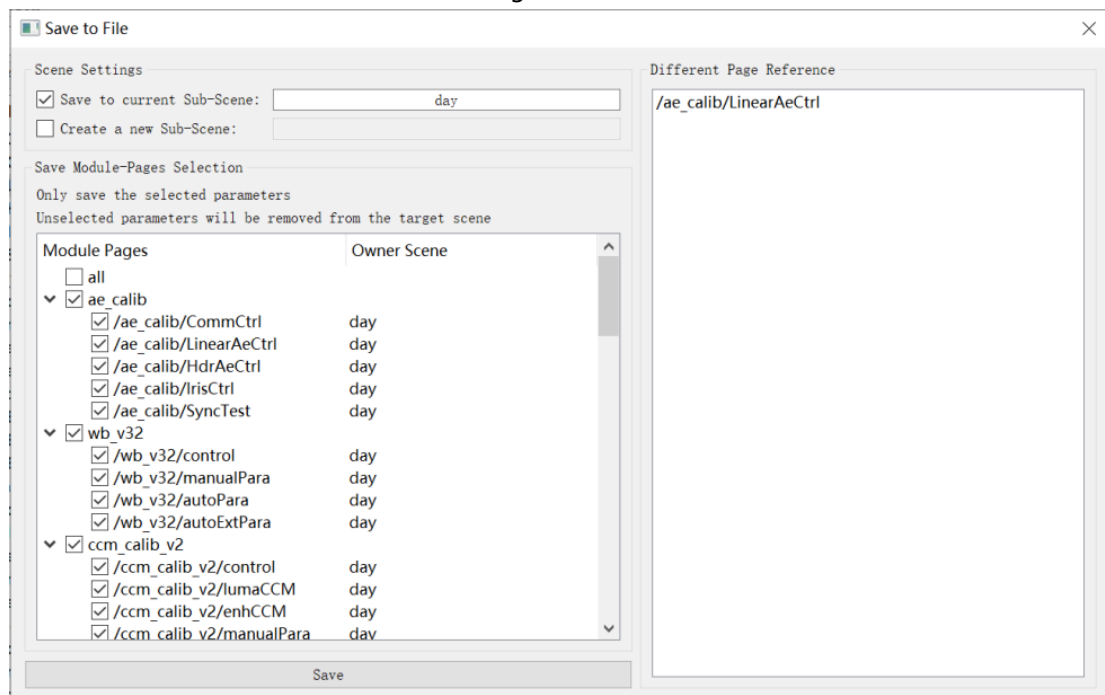 Save to File
Scene Settings
Save to current Sub-Scene: day
Create a new Sub-Scene:
Save Module-Pages Selection
Only save the selected parameters
Unselected parameters will be removed from the target scene
Module Pages Owner Scene
all
ae_calib
/ae_calib/CommCtrl day
/ae_calib/LinearAeCtrl day
/ae_calib/HdrAeCtrl day
/ae_calib/IrisCtrl day
/ae_calib/SyncTest day
wb_v32
/wb_v32/control day
/wb_v32/manualPara day
/wb_v32/autoPara day
/wb_v32/autoExtPara day
ccm_calib_v2
/ccm_calib_v2/control day
/ccm_calib_v2/lumaCCM day
/ccm_calib_v2/enhCCM day
/ccm_calib_v2/manualPara day
Save
Different Page Reference
/ae_calib/LinearAeCtrl